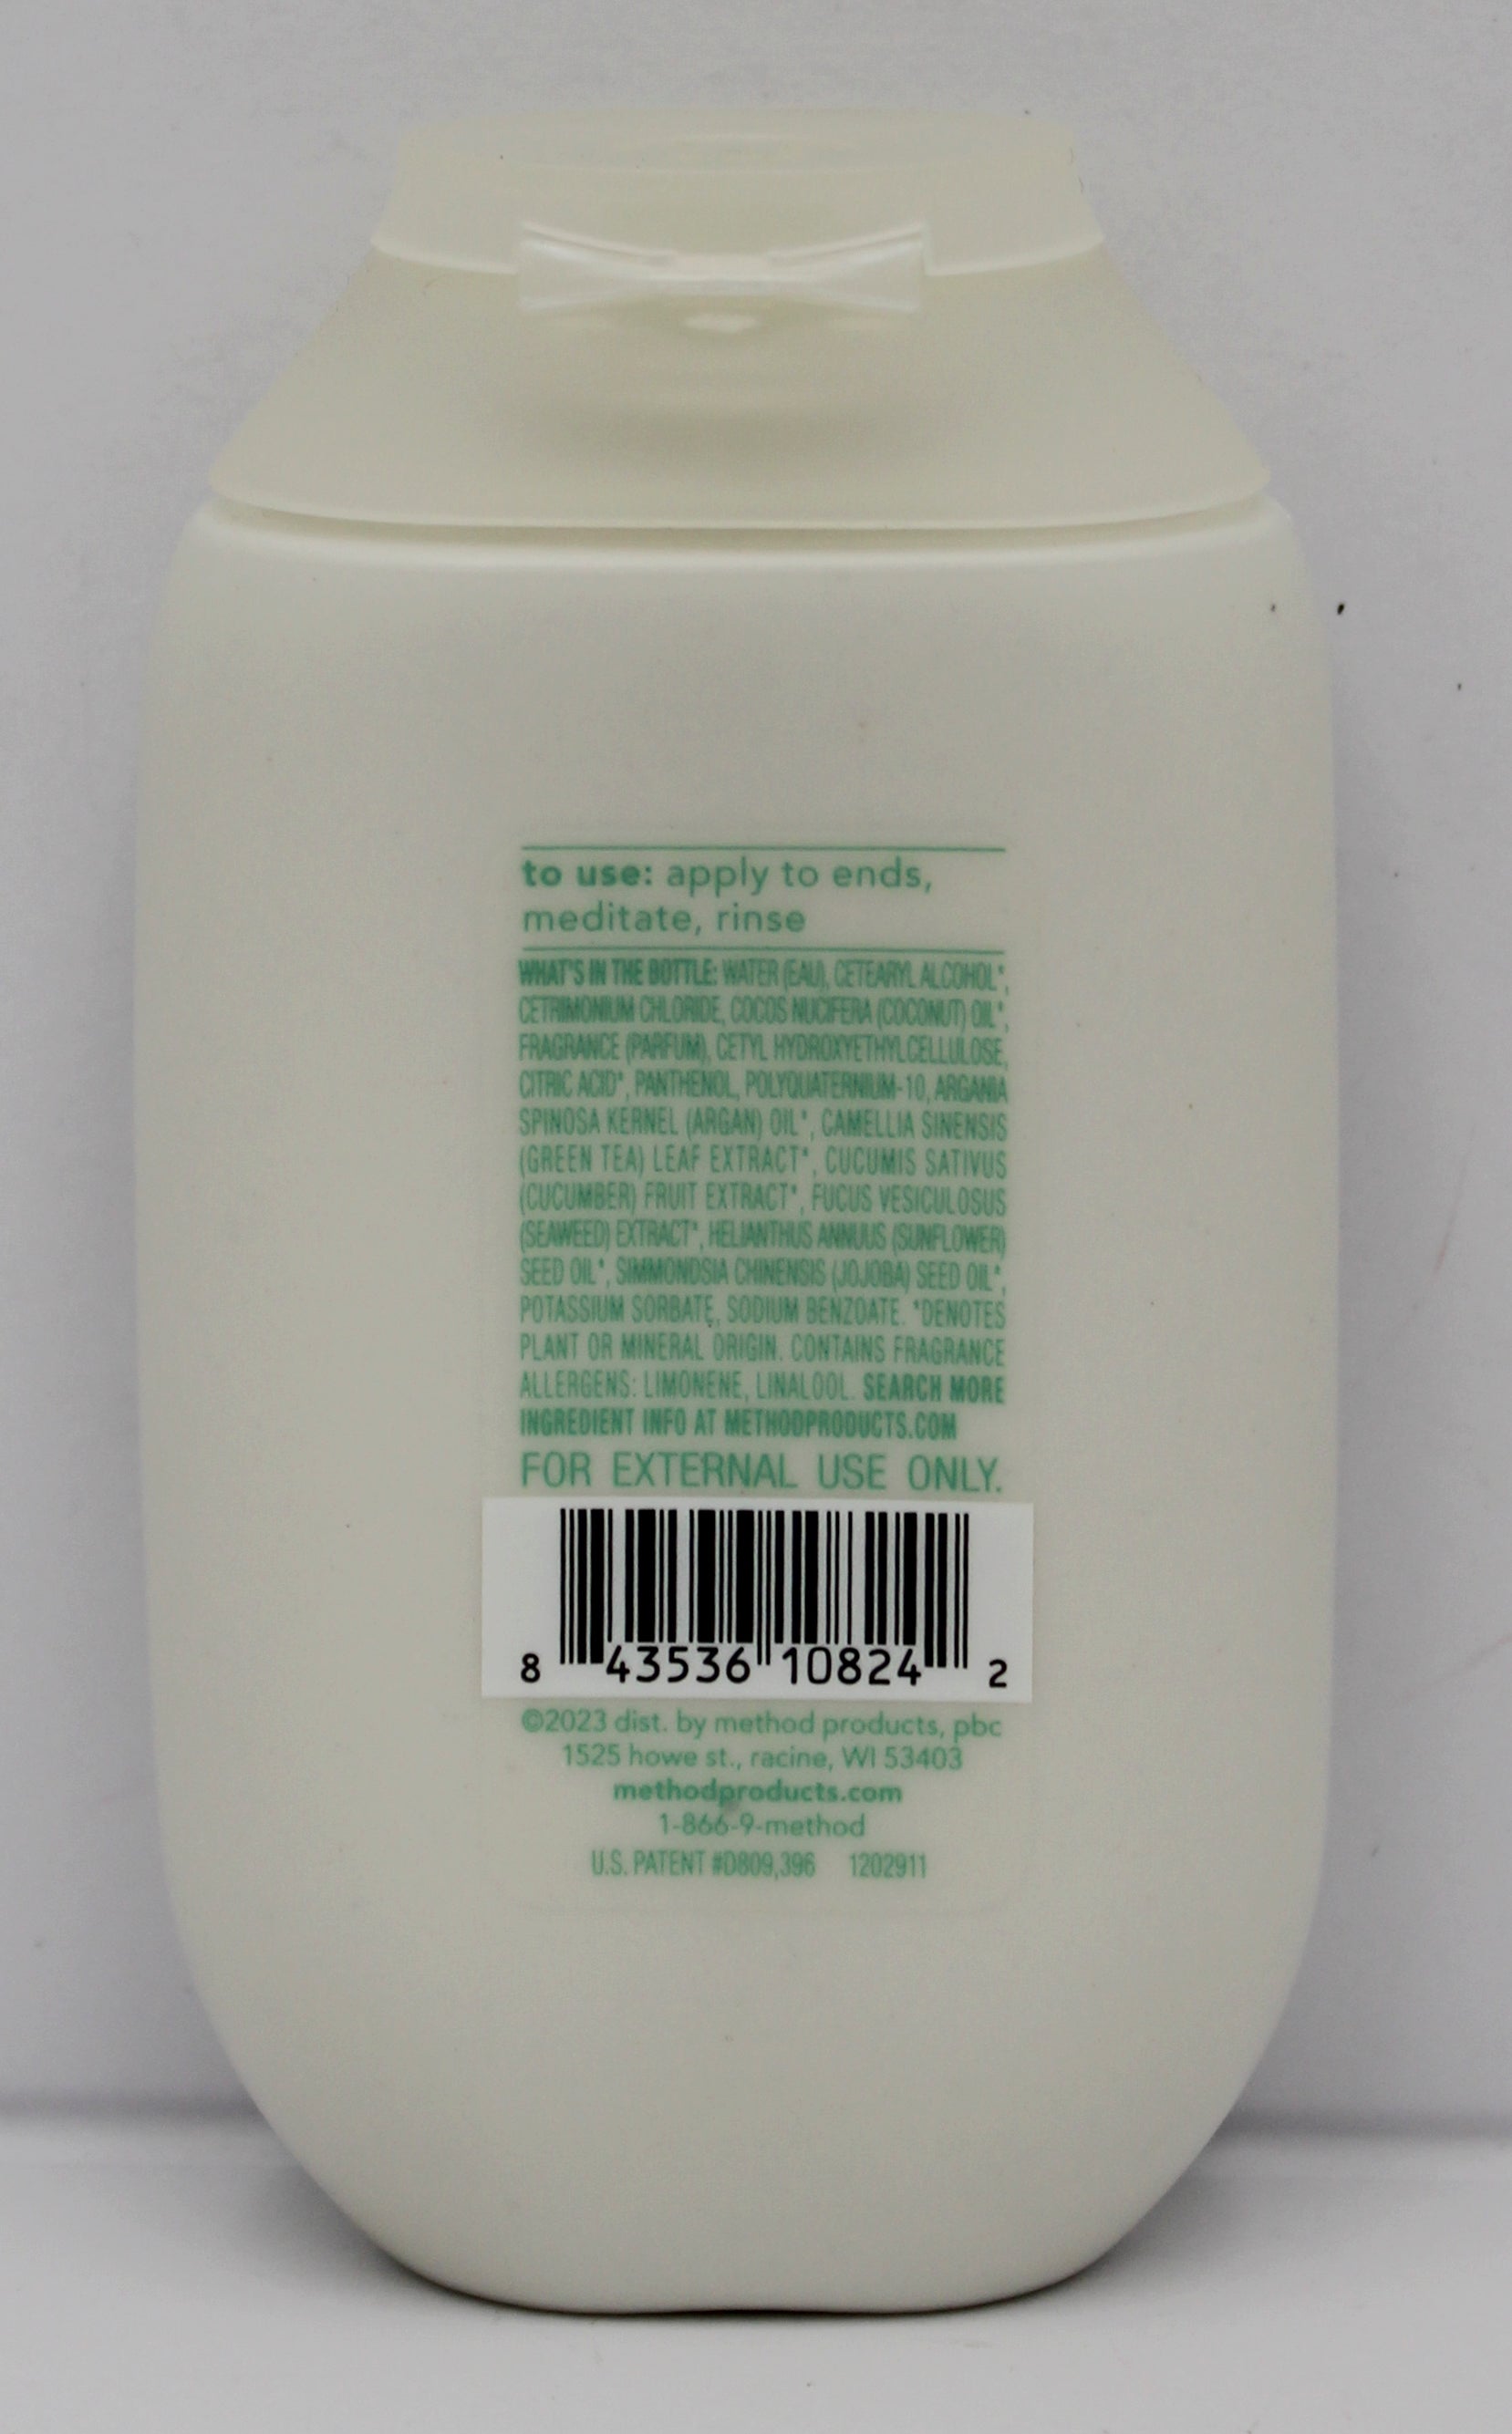 to use: apply to ends,
meditate, rinse
WHAT'S IN THE BOTTLE: WATER (EAU), CETEARYL ALCOHOL*,
CETRIMONIUM CHLORIDE, COCOS NUCIFERA (COCONUT) OIL*,
FRAGRANCE (PARFUM), CETYL HYDROXYETHYLCELLULOSE,
CITRIC ACID*, PANTHENOL, POLYQUATERNIUM-10, ARGANIA
SPINOSA KERNEL (ARGAN) OIL*, CAMELLIA SINENSIS
(GREEN TEA) LEAF EXTRACT*, CUCUMIS SATIVUS
(CUCUMBER) FRUIT EXTRACT*, FUCUS VESICULOSUS
(SEAWEED) EXTRACT*, HELIANTHUS ANNUUS (SUNFLOWER)
SEED OIL*, SIMMONDSIA CHINENSIS (JOJOBA) SEED OIL*,
POTASSIUM SORBATE, SODIUM BENZOATE. *DENOTES
PLANT OR MINERAL ORIGIN. CONTAINS FRAGRANCE
ALLERGENS: LIMONENE, LINALOOL. SEARCH MORE
INGREDIENT INFO AT METHODPRODUCTS.COM
FOR EXTERNAL USE ONLY.
8 43536 10824 2
©2023 dist. by method products, pbc
1525 howe st., racine, WI 53403
methodproducts.com
1-866-9-method
U.S. PATENT #D809,396 1202911